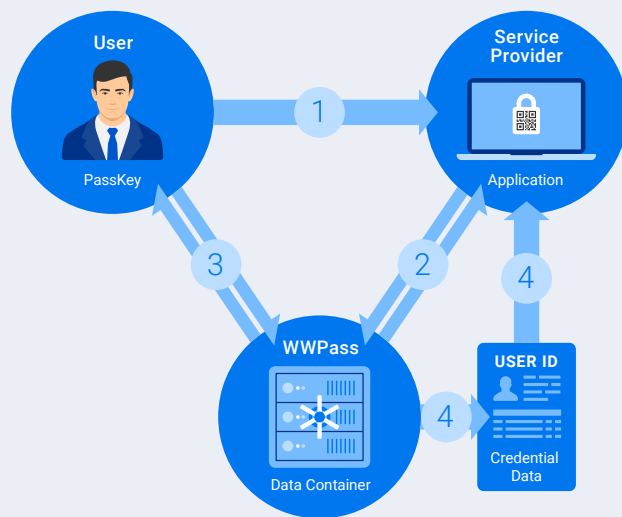 User
PassKey
1
Service
Provider
Application
3
2
4
WWPass
Data Container
4
USER ID
Credential
Data